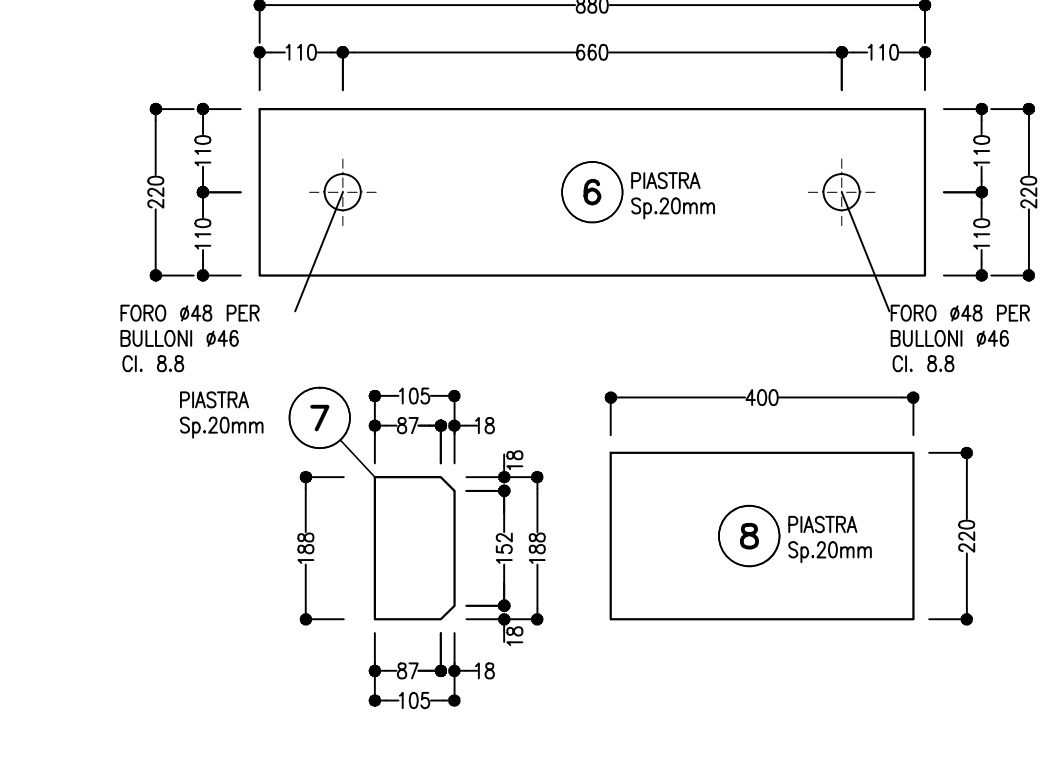 880
110 660 110
110
220
110
6
PIASTRA
Sp.20mm
110
220
110
FORO ø48 PER
BULLONI ø46
Cl. 8.8
FORO ø48 PER
BULLONI ø46
Cl. 8.8
PIASTRA
Sp.20mm
7
105
87 18
18
188
152
188
18
87 18
105
400
8
PIASTRA
Sp.20mm
220